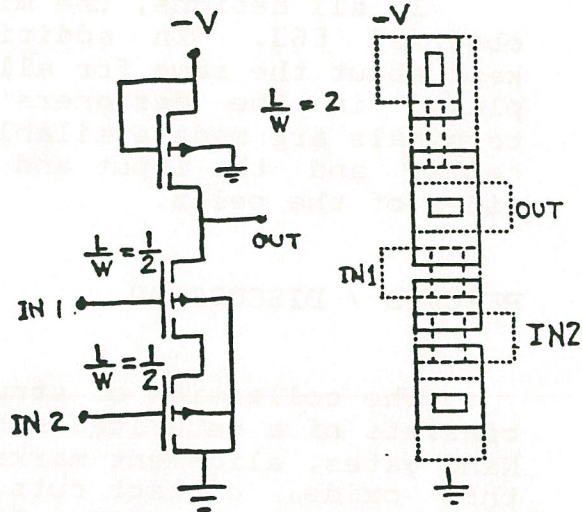 -V
L/W = 2
OUT
L/W = 1/2
IN 1
L/W = 1/2
IN 2
-V
OUT
IN1
IN2